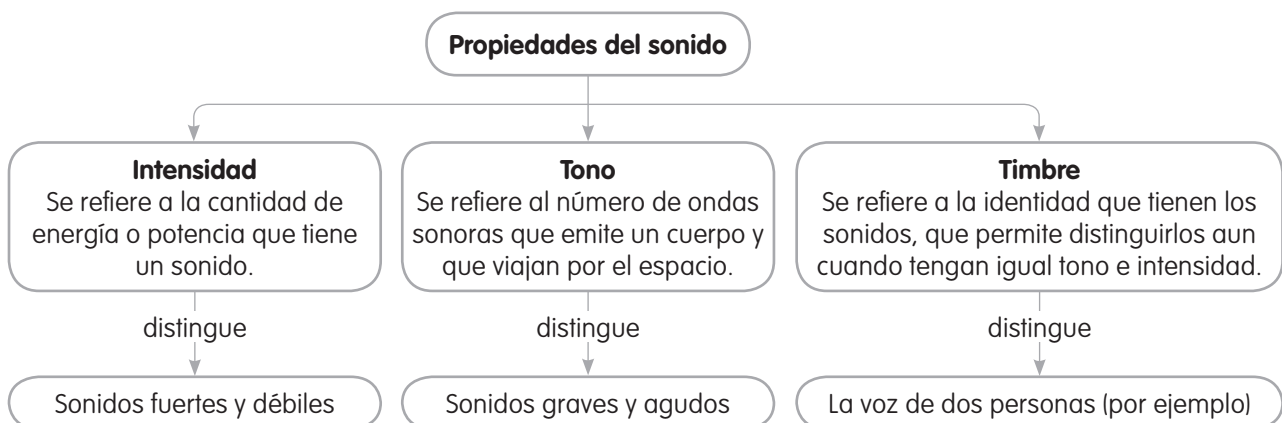 Propiedades del sonido
Intensidad
Se refiere a la cantidad de
energía o potencia que tiene
un sonido.
distingue
Sonidos fuertes y débiles
Tono
Se refiere al número de ondas
sonoras que emite un cuerpo y
que viajan por el espacio.
distingue
Sonidos graves y agudos
Timbre
Se refiere a la identidad que tienen los
sonidos, que permite distinguirlos aun
cuando tengan igual tono e intensidad.
distingue
La voz de dos personas (por ejemplo)